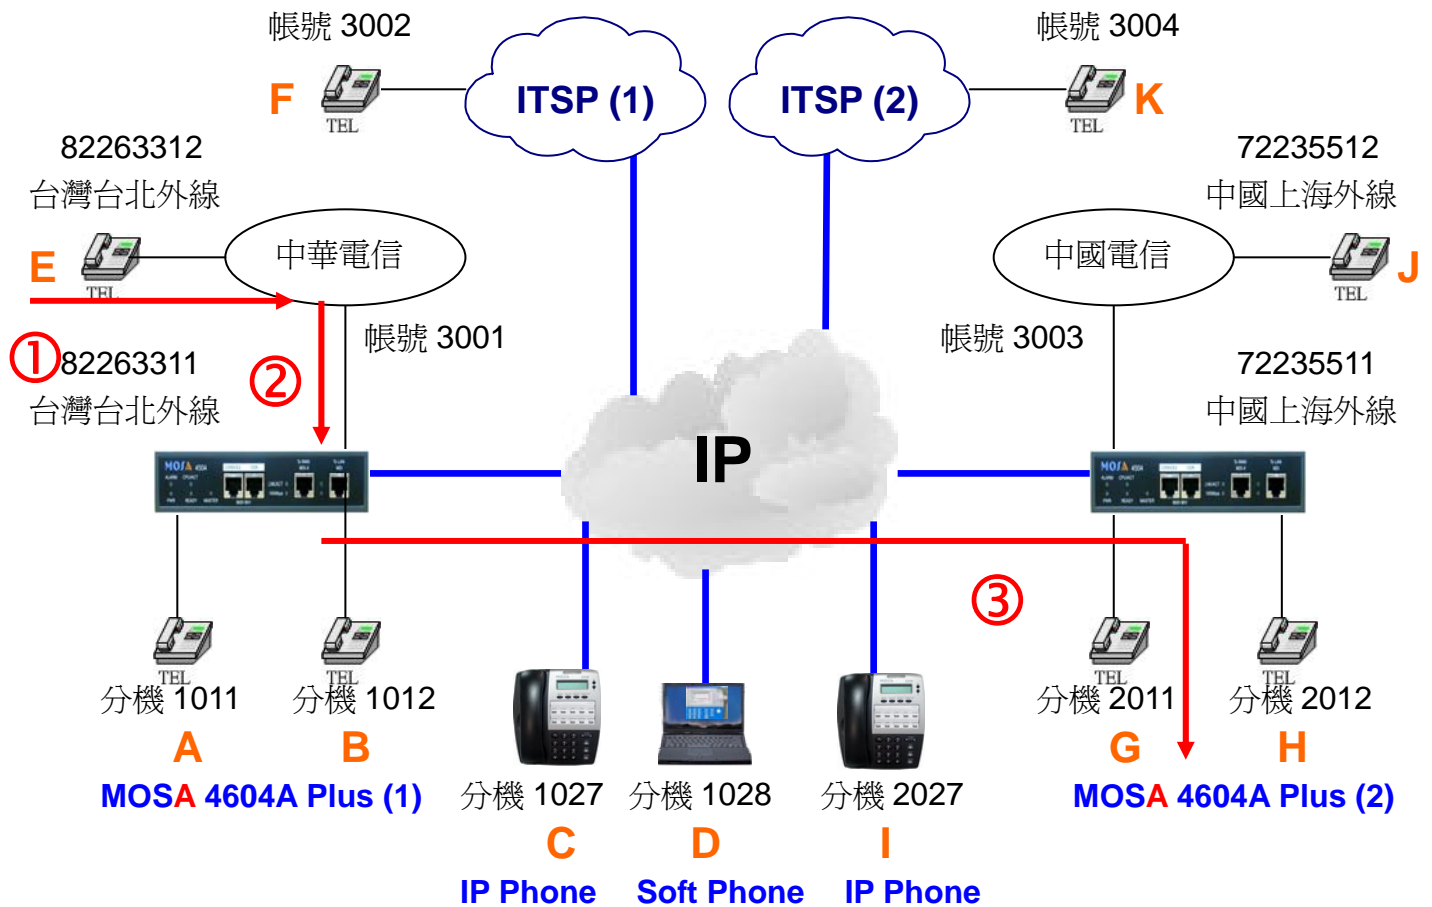 帳號 3002
帳號 3004
F
TEL
ITSP (1)
ITSP (2)
TEL
K
82263312
台灣台北外線
72235512
中國上海外線
E
TEL
中華電信
中國電信
TEL
J
①
82263311
台灣台北外線
②
帳號 3001
帳號 3003
72235511
中國上海外線
IP
MOSA 4504
MOSA 4504
③
TEL
分機 1011
A
TEL
分機 1012
B
MOSA 4604A Plus (1)
分機 1027
C
IP Phone
分機 1028
D
Soft Phone
分機 2027
I
IP Phone
TEL
分機 2011
G
TEL
分機 2012
H
MOSA 4604A Plus (2)